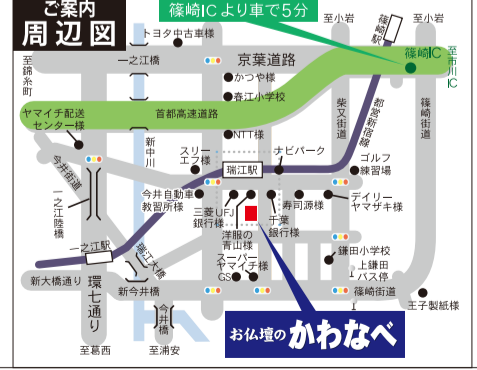 ご案内
周辺図
篠崎ICより車で5分
至小岩
至小岩
トヨタ中古車様
篠崎駅
篠崎IC
至市川IC
京葉道路
一之江橋
至錦糸町
かつや様
春江小学校
首都高速道路
ヤマイチ配送
センター様
新中川
NTT様
柴又街道
都営新宿線
篠崎街道
スリー
エフ様
ナビパーク
瑞江駅
ゴルフ
練習場
今井街道
一之江陸橋
今井自動車
教習所様
三菱UFJ
銀行様
洋服の
青山様
千葉
銀行様
寿司源様
デイリー
ヤマザキ様
一之江駅
瑞江大橋
スーパー
ヤマイチ様
GS
鎌田小学校
上鎌田
バス停
新大橋通り
環七通り
新今井橋
今井橋
篠崎街道
王子製紙様
お仏壇のかわなべ
至葛西
至浦安